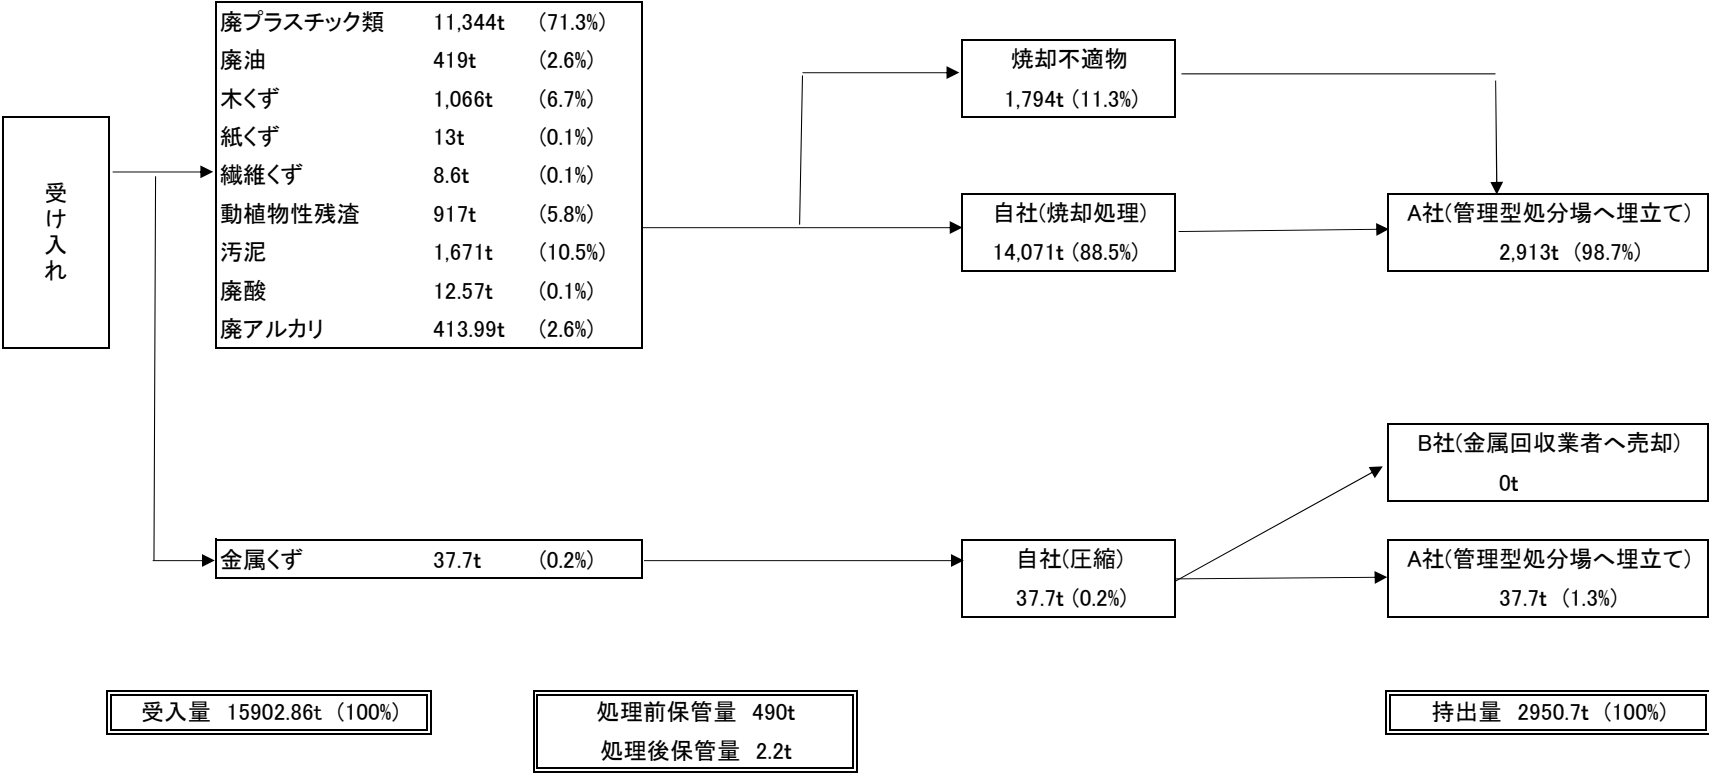 受け入れ
廃プラスチック類 11,344t (71.3%)
廃油 419t (2.6%)
木くず 1,066t (6.7%)
紙くず 13t (0.1%)
繊維くず 8.6t (0.1%)
動植物性残渣 917t (5.8%)
汚泥 1,671t (10.5%)
廃酸 12.57t (0.1%)
廃アルカリ 413.99t (2.6%)
焼却不適物
1,794t (11.3%)
自社(焼却処理)
14,071t (88.5%)
A社(管理型処分場へ埋立て)
2,913t (98.7%)
金属くず 37.7t (0.2%)
自社(圧縮)
37.7t (0.2%)
B社(金属回収業者へ売却)
0t
A社(管理型処分場へ埋立て)
37.7t (1.3%)
受入量 15902.86t (100%)
処理前保管量 490t
処理後保管量 2.2t
持出量 2950.7t (100%)